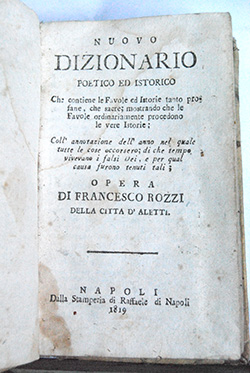 NUOVO
DIZIONARIO
POETICO ED ISTORICO
Che contiene le Favole ed Istorie tanto pro-
fane, che sacre; mostrando che le
Favole ordinariamente procedono
le vere Istorie;
Coll' annotazione dell' anno nel quale
tutte le cose occorsero; di che tempo
vivevano i falsi Dei, e per qual
causa furono tenuti tali;
OPERA
DI FRANCESCO ROZZI
DELLA CITTA D' ALETTI.
NAPOLI
Dalla Stamperia di Raffaele di Napoli
1819